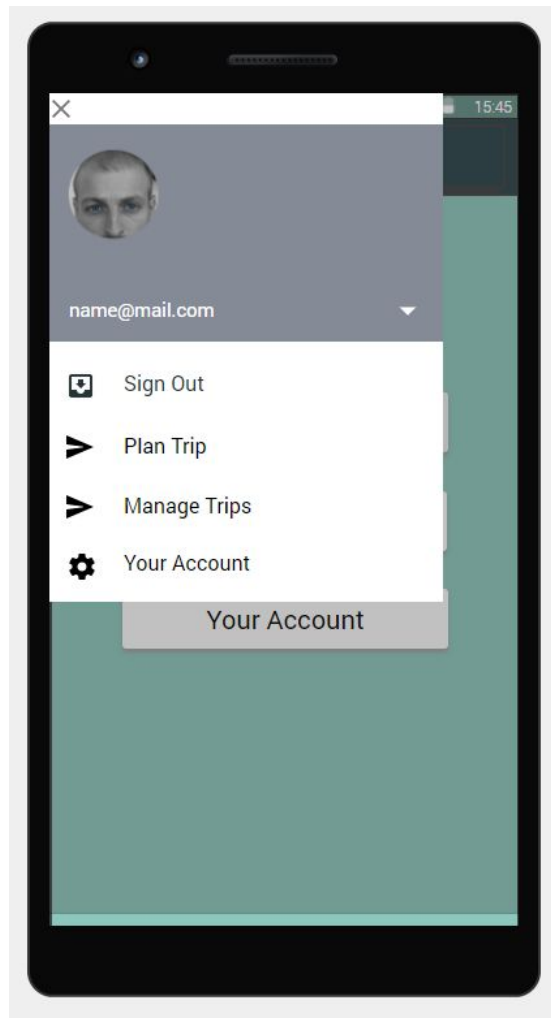 15:45
name@mail.com
Sign Out
Plan Trip
Manage Trips
Your Account
Your Account